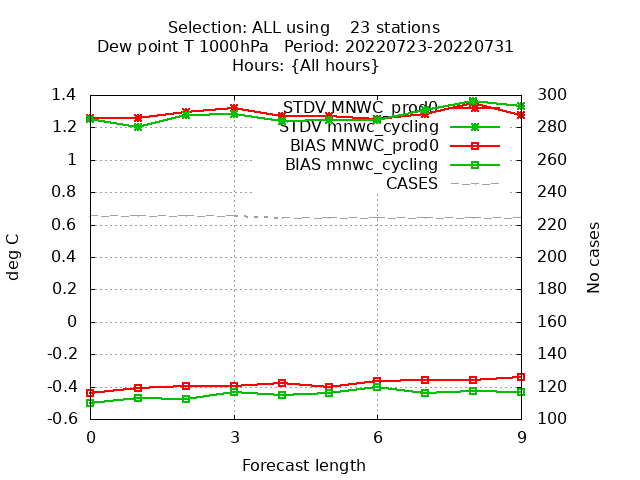 Selection: ALL using    23 stations
Dew point T 1000hPa   Period: 20220723-20220731
Hours: {All hours}
1.4 300
STDV MNWC_prod0
1.2 STDV mnwc_cycling 280
BIAS MNWC_prod0
1 BIAS mnwc_cycling 260
CASES
0.8 240
0.6 220
0.4 200
0.2 180
0 160
-0.2 140
-0.4 120
-0.6 100
deg C
No cases
0 3 6 9
Forecast length